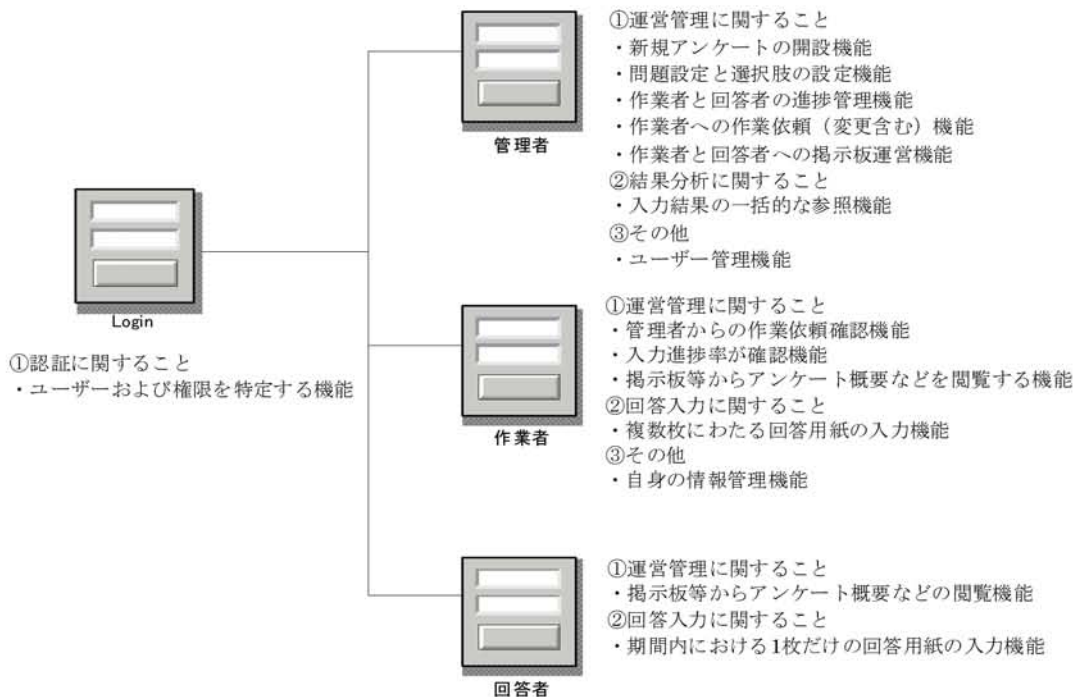 Login
①認証に関すること
・ユーザーおよび権限を特定する機能
管理者
①運営管理に関すること
・新規アンケートの開設機能
・問題設定と選択肢の設定機能
・作業者と回答者の進捗管理機能
・作業者への作業依頼（変更含む）機能
・作業者と回答者への掲示板運営機能
②結果分析に関すること
・入力結果の一括的な参照機能
③その他
・ユーザー管理機能
作業者
①運営管理に関すること
・管理者からの作業依頼確認機能
・入力進捗率が確認機能
・掲示板等からアンケート概要などを閲覧する機能
②回答入力に関すること
・複数枚にわたる回答用紙の入力機能
③その他
・自身の情報管理機能
回答者
①運営管理に関すること
・掲示板等からアンケート概要などの閲覧機能
②回答入力に関すること
・期間内における1枚だけの回答用紙の入力機能